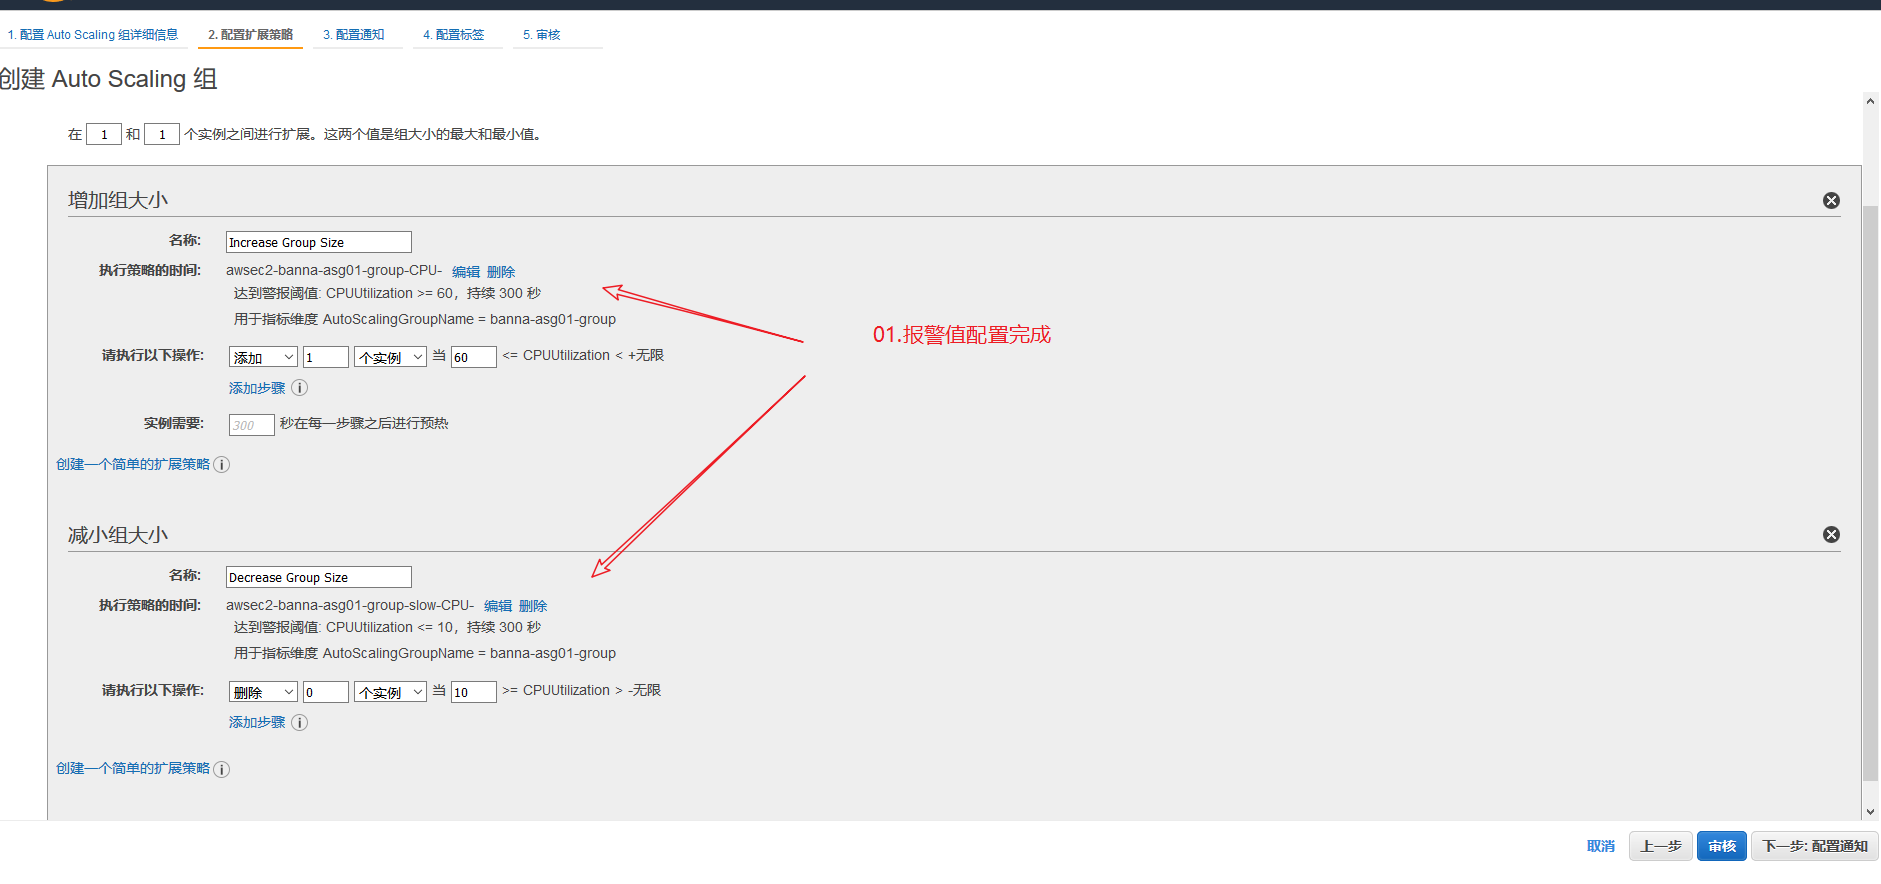 1. 配置 Auto Scaling 组详细信息 2. 配置扩展策略 3. 配置通知 4. 配置标签 5. 审核
创建 Auto Scaling 组
在 1 和 1 个实例之间进行扩展。这两个值是组大小的最大和最小值。
增加组大小
名称: Increase Group Size
执行策略的时间: awsec2-banna-asg01-group-CPU- 编辑 删除
达到警报阈值: CPUUtilization >= 60，持续 300 秒
用于指标维度 AutoScalingGroupName = banna-asg01-group
01.报警值配置完成
请执行以下操作: 添加 1 个实例 当 60 <= CPUUtilization < +无限
添加步骤
实例需要: 300 秒在每一步骤之后进行预热
创建一个简单的扩展策略
减小组大小
名称: Decrease Group Size
执行策略的时间: awsec2-banna-asg01-group-slow-CPU- 编辑 删除
达到警报阈值: CPUUtilization <= 10，持续 300 秒
用于指标维度 AutoScalingGroupName = banna-asg01-group
请执行以下操作: 删除 0 个实例 当 10 >= CPUUtilization > -无限
添加步骤
创建一个简单的扩展策略
取消 上一步 审核 下一步: 配置通知